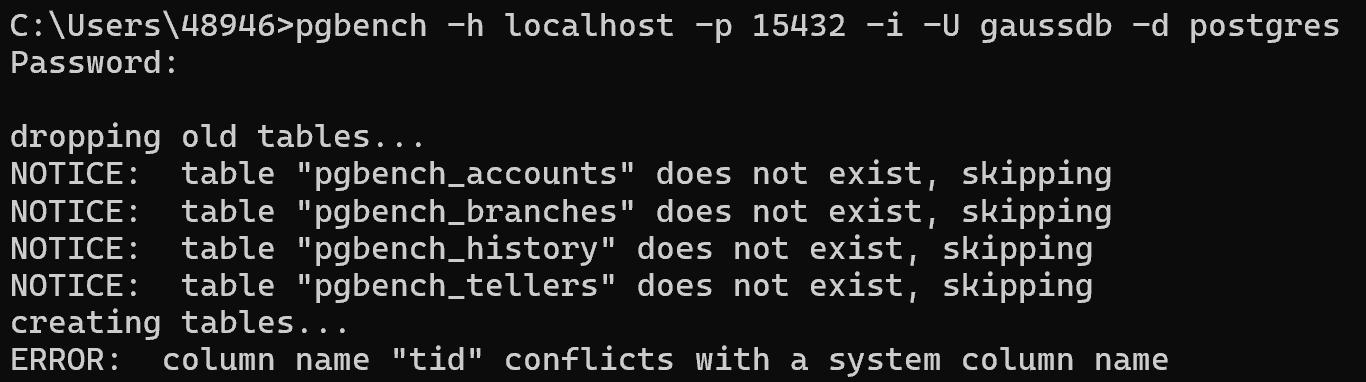 C:\Users\48946>pgbench -h localhost -p 15432 -i -U gaussdb -d postgres
Password:
dropping old tables...
NOTICE:  table "pgbench_accounts" does not exist, skipping
NOTICE:  table "pgbench_branches" does not exist, skipping
NOTICE:  table "pgbench_history" does not exist, skipping
NOTICE:  table "pgbench_tellers" does not exist, skipping
creating tables...
ERROR:  column name "tid" conflicts with a system column name